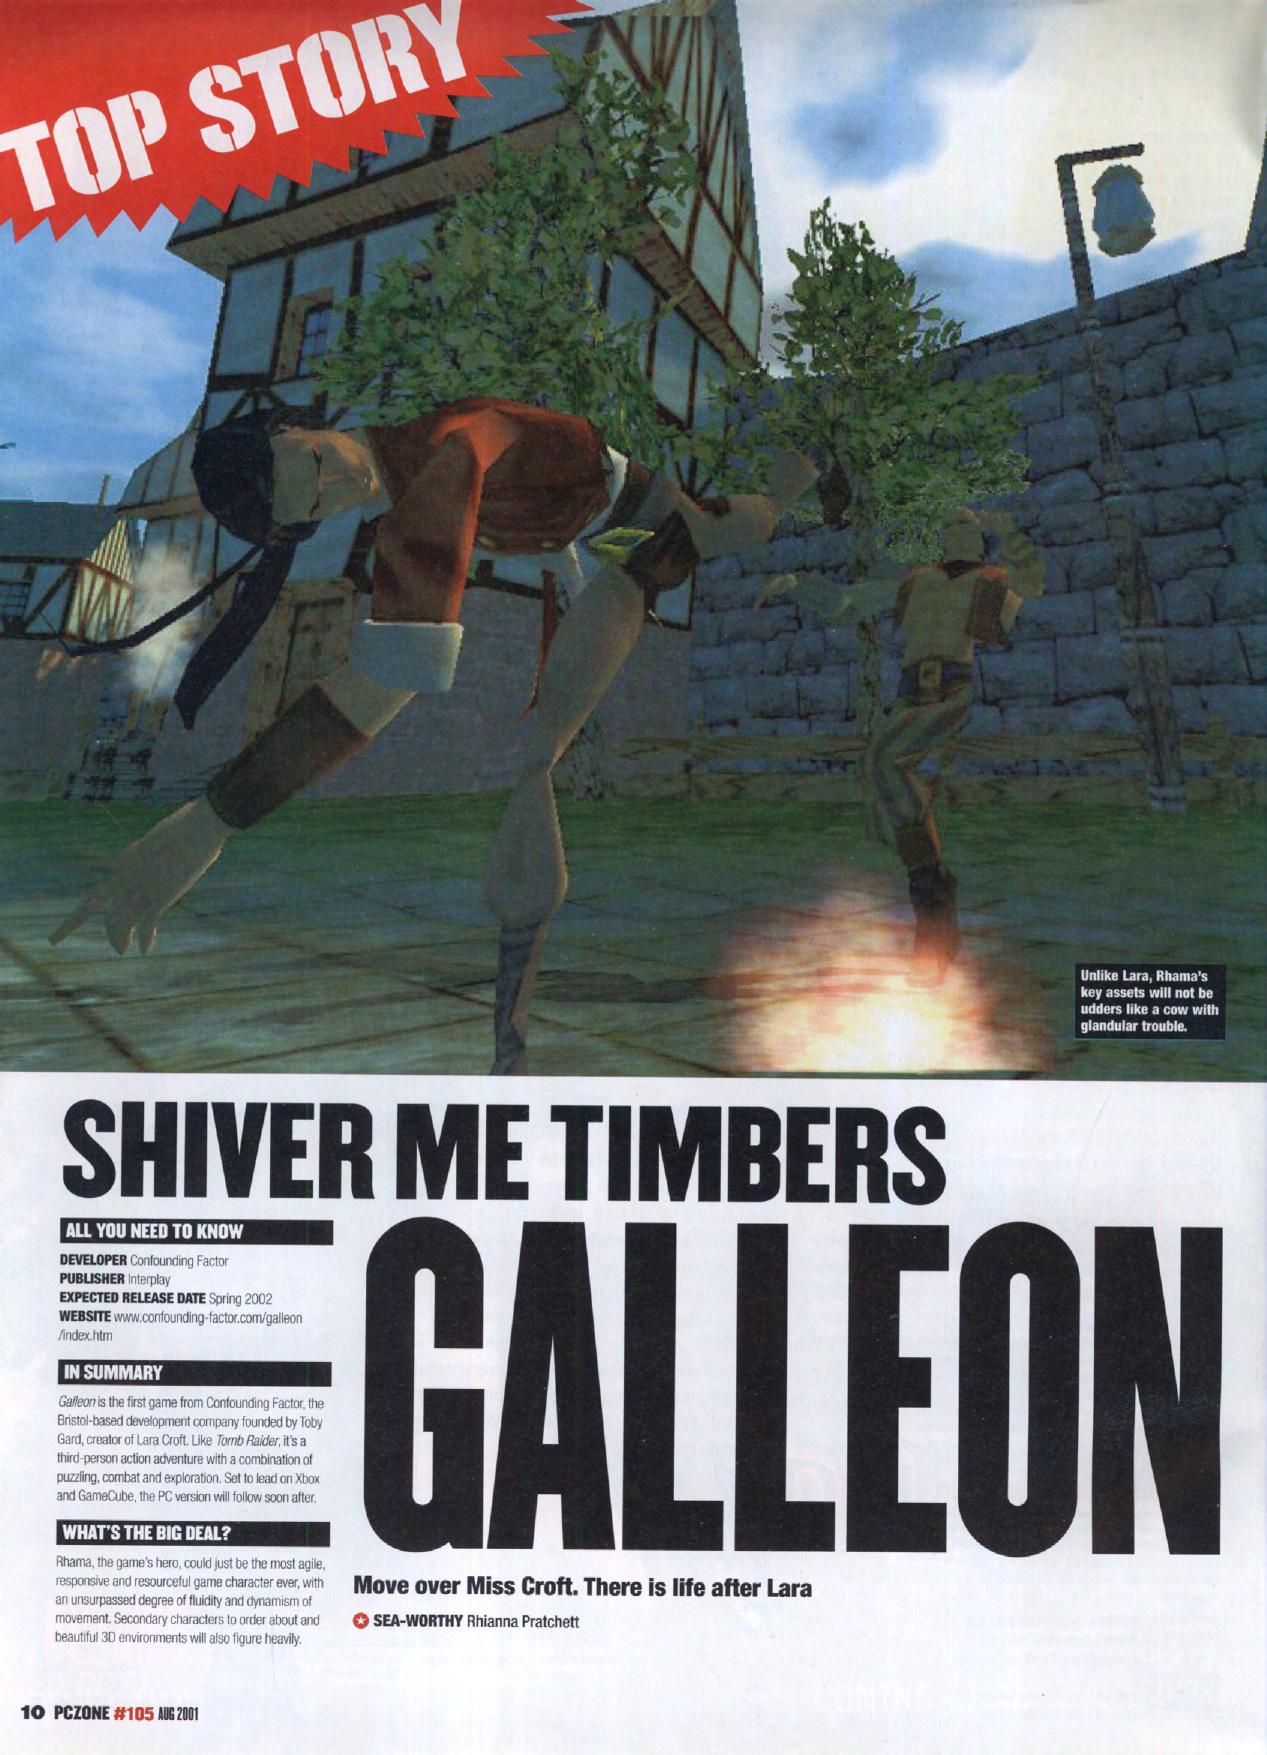 TOP STORY
Unlike Lara, Rhama's
key assets will not be
udders like a cow with
glandular trouble.
SHIVER ME TIMBERS
GALLEON
ALL YOU NEED TO KNOW
DEVELOPER Confounding Factor
PUBLISHER Interplay
EXPECTED RELEASE DATE Spring 2002
WEBSITE www.confounding-factor.com/galleon
/index.htm
IN SUMMARY
Galleon is the first game from Confounding Factor, the
Bristol-based development company founded by Toby
Gard, creator of Lara Croft. Like Tomb Raider, it's a
third-person action adventure with a combination of
puzzling, combat and exploration. Set to lead on Xbox
and GameCube, the PC version will follow soon after.
WHAT'S THE BIG DEAL?
Rhama, the game's hero, could just be the most agile,
responsive and resourceful game character ever, with
an unsurpassed degree of fluidity and dynamism of
movement. Secondary characters to order about and
beautiful 3D environments will also figure heavily.
Move over Miss Croft. There is life after Lara
SEA-WORTHY Rhianna Pratchett
10 PCZONE #105 AUG 2001